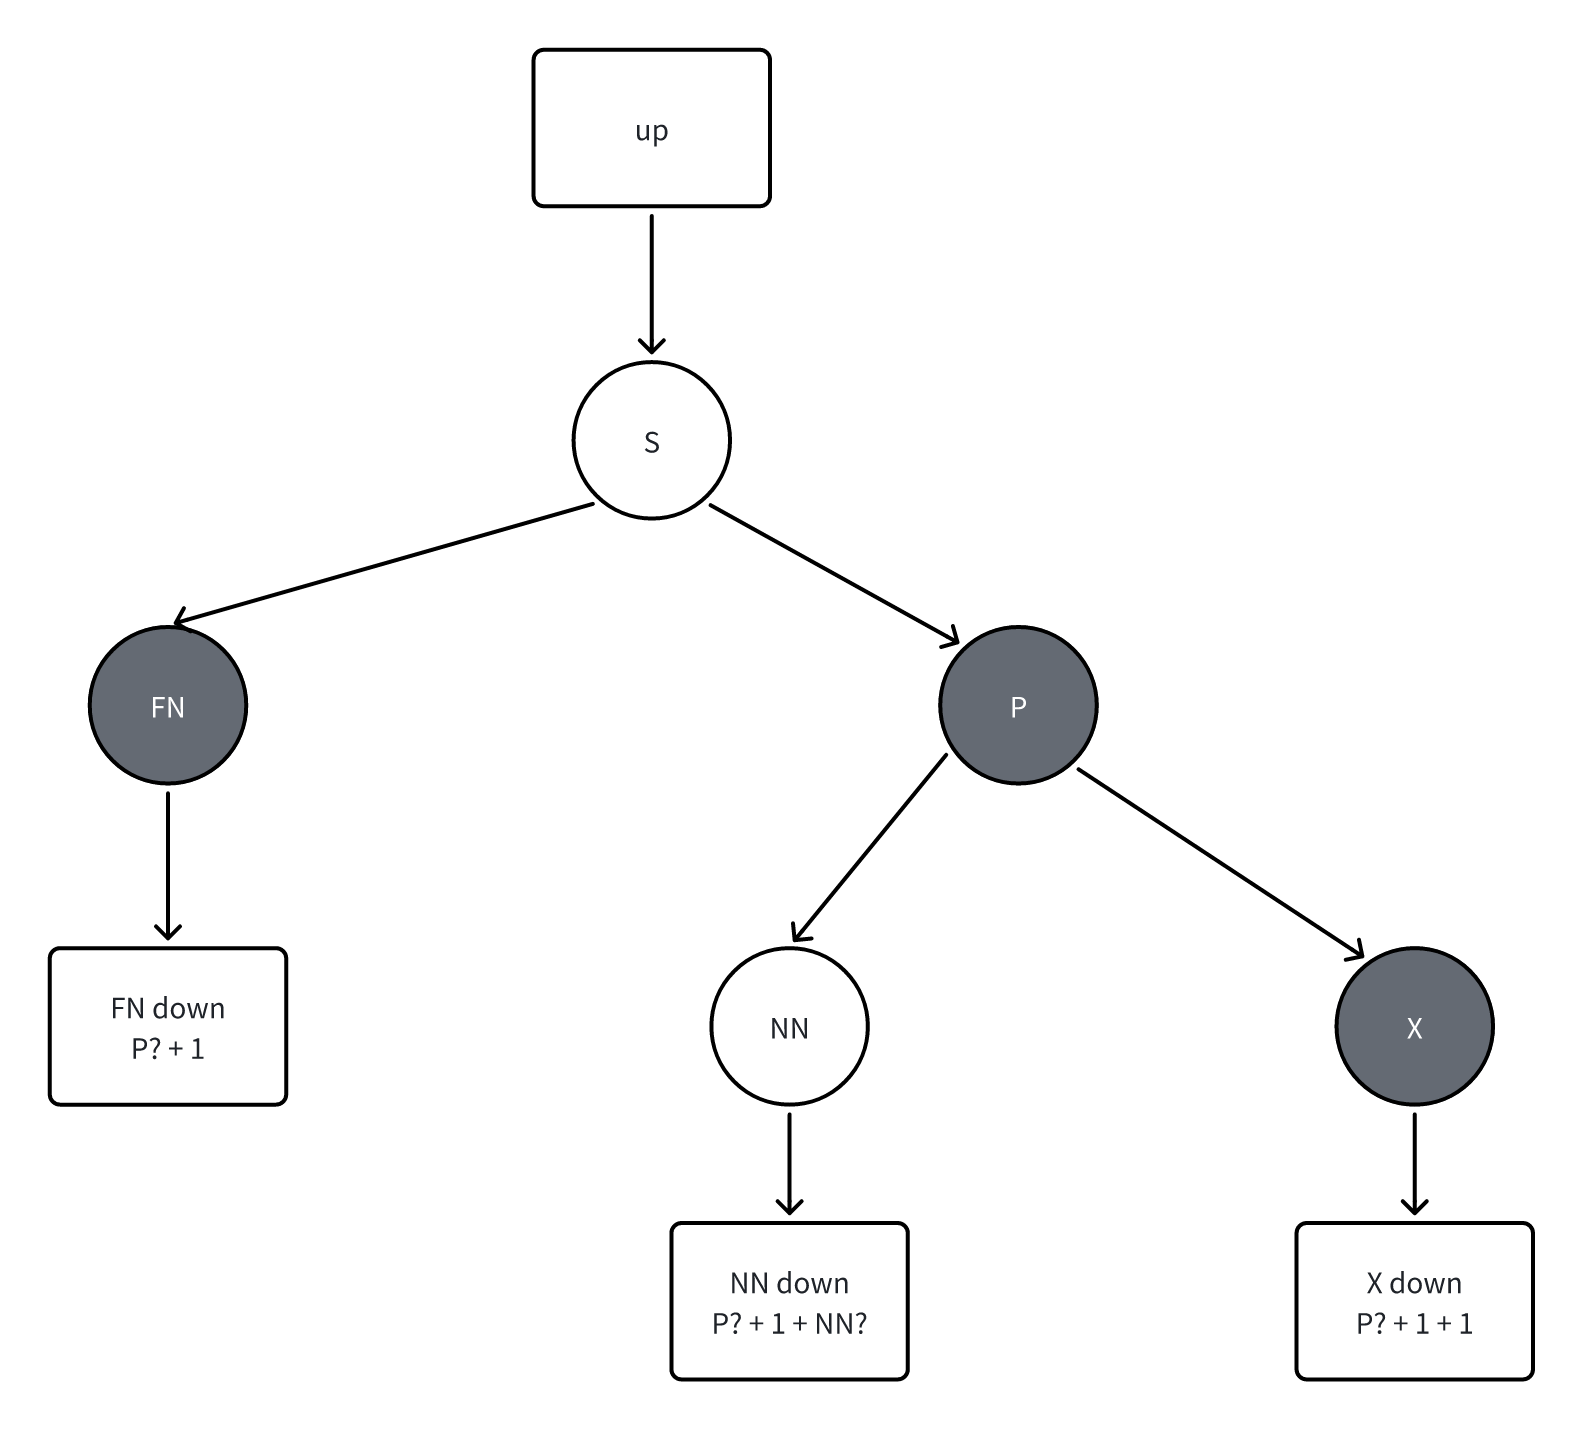 up
S
FN
P
FN down
P? + 1
NN
X
NN down
P? + 1 + NN?
X down
P? + 1 + 1